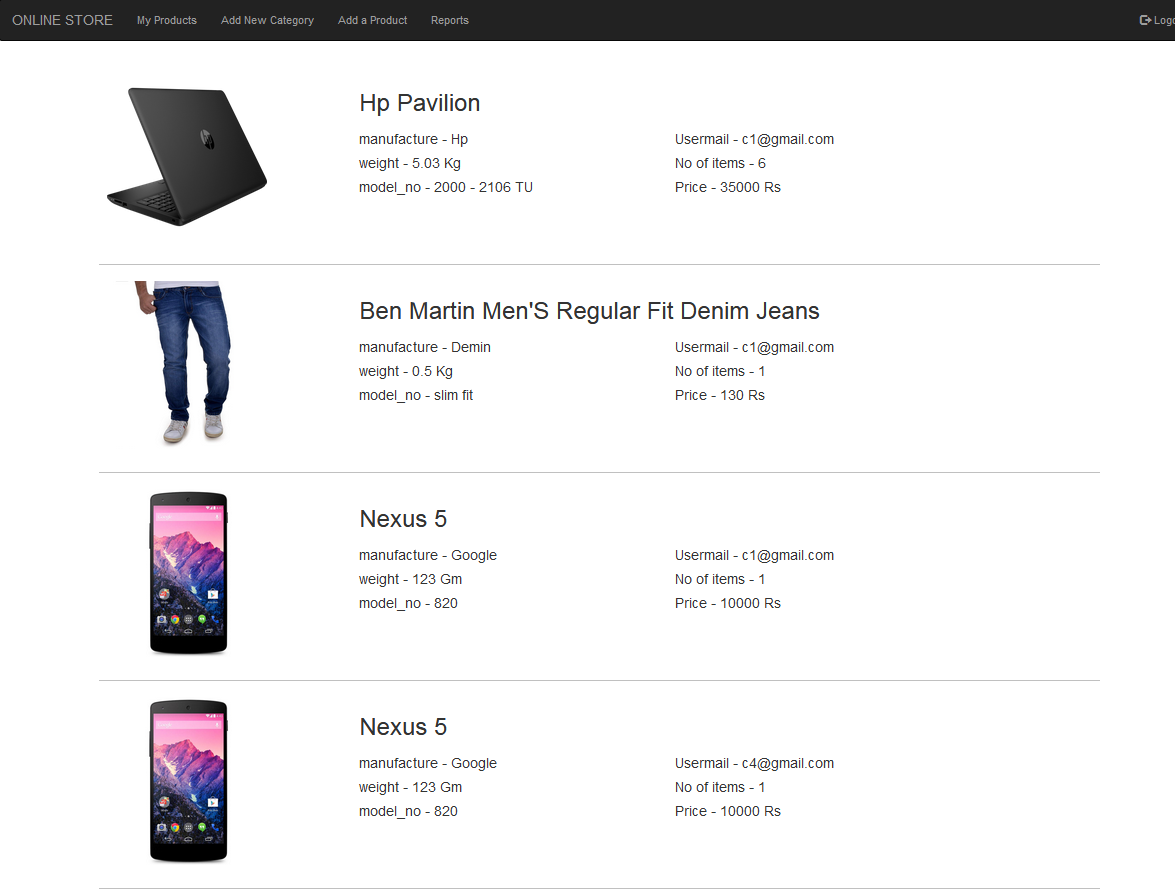 ONLINE STORE My Products Add New Category Add a Product Reports
Hp Pavilion
manufacture - Hp Usermail - c1@gmail.com
weight - 5.03 Kg No of items - 6
model_no - 2000 - 2106 TU Price - 35000 Rs
Ben Martin Men'S Regular Fit Denim Jeans
manufacture - Demin Usermail - c1@gmail.com
weight - 0.5 Kg No of items - 1
model_no - slim fit Price - 130 Rs
Nexus 5
manufacture - Google Usermail - c1@gmail.com
weight - 123 Gm No of items - 1
model_no - 820 Price - 10000 Rs
Nexus 5
manufacture - Google Usermail - c4@gmail.com
weight - 123 Gm No of items - 1
model_no - 820 Price - 10000 Rs